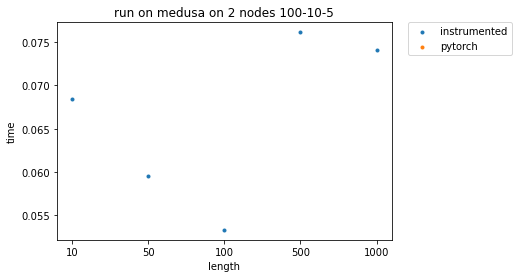 run on medusa on 2 nodes 100-10-5
instrumented
pytorch
0.075
0.070
0.065
0.060
0.055
time
10 50 100 500 1000
length